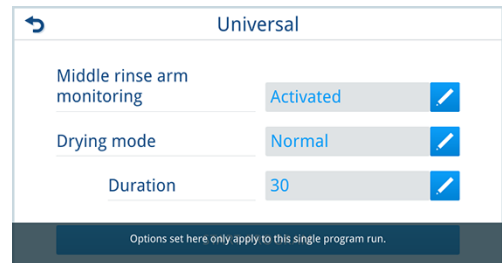 Universal
Middle rinse arm
monitoring
Activated
Drying mode
Normal
Duration
30
Options set here only apply to this single program run.